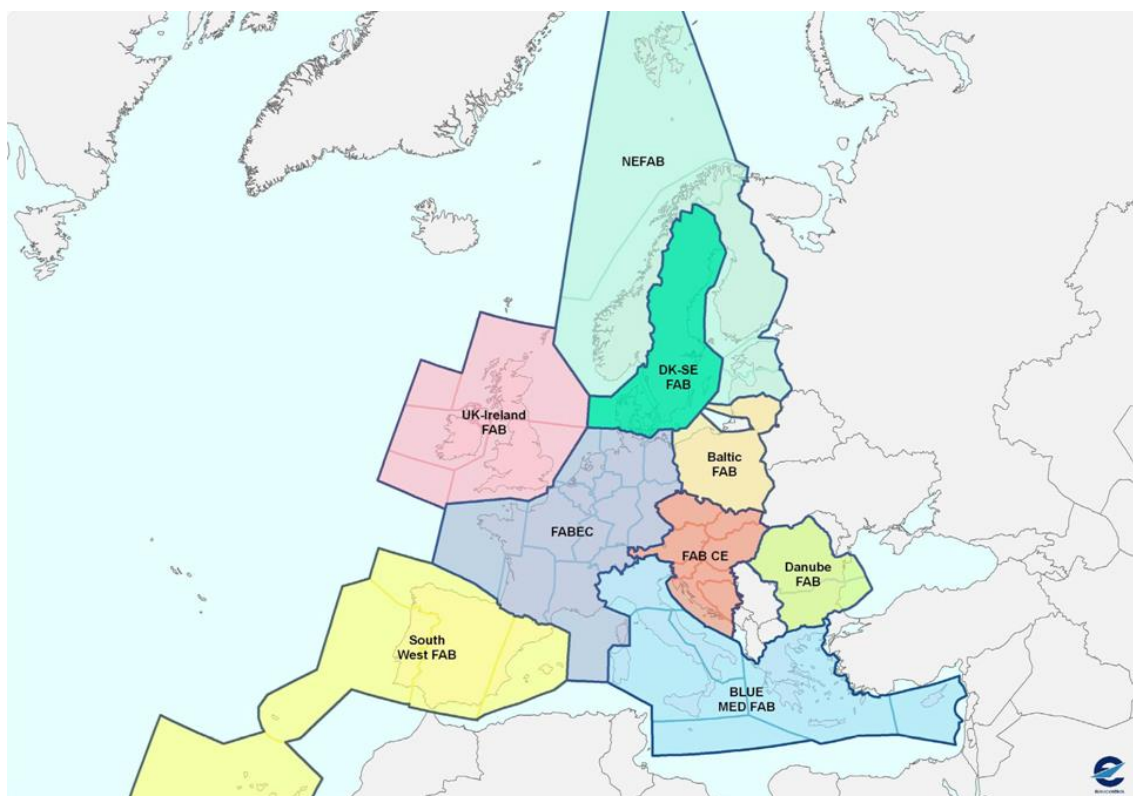 NEFAB
DK-SE
FAB
UK-Ireland
FAB
Baltic
FAB
FABEC
FAB CE
Danube
FAB
South
West FAB
BLUE
MED FAB
EUROCONTROL